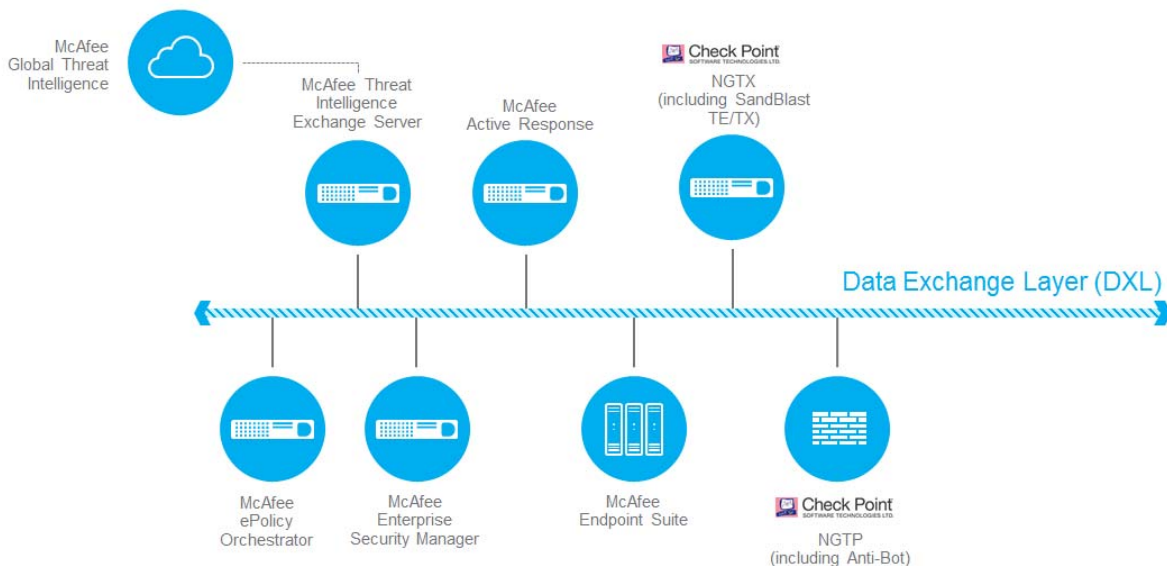 McAfee
Global Threat
Intelligence
McAfee Threat
Intelligence
Exchange Server
McAfee
Active Response
Check Point
SOFTWARE TECHNOLOGIES LTD.
NGTX
(including SandBlast
TE/TX)
Data Exchange Layer (DXL)
McAfee
ePolicy
Orchestrator
McAfee
Enterprise
Security Manager
McAfee
Endpoint Suite
Check Point
SOFTWARE TECHNOLOGIES LTD.
NGTP
(including Anti-Bot)